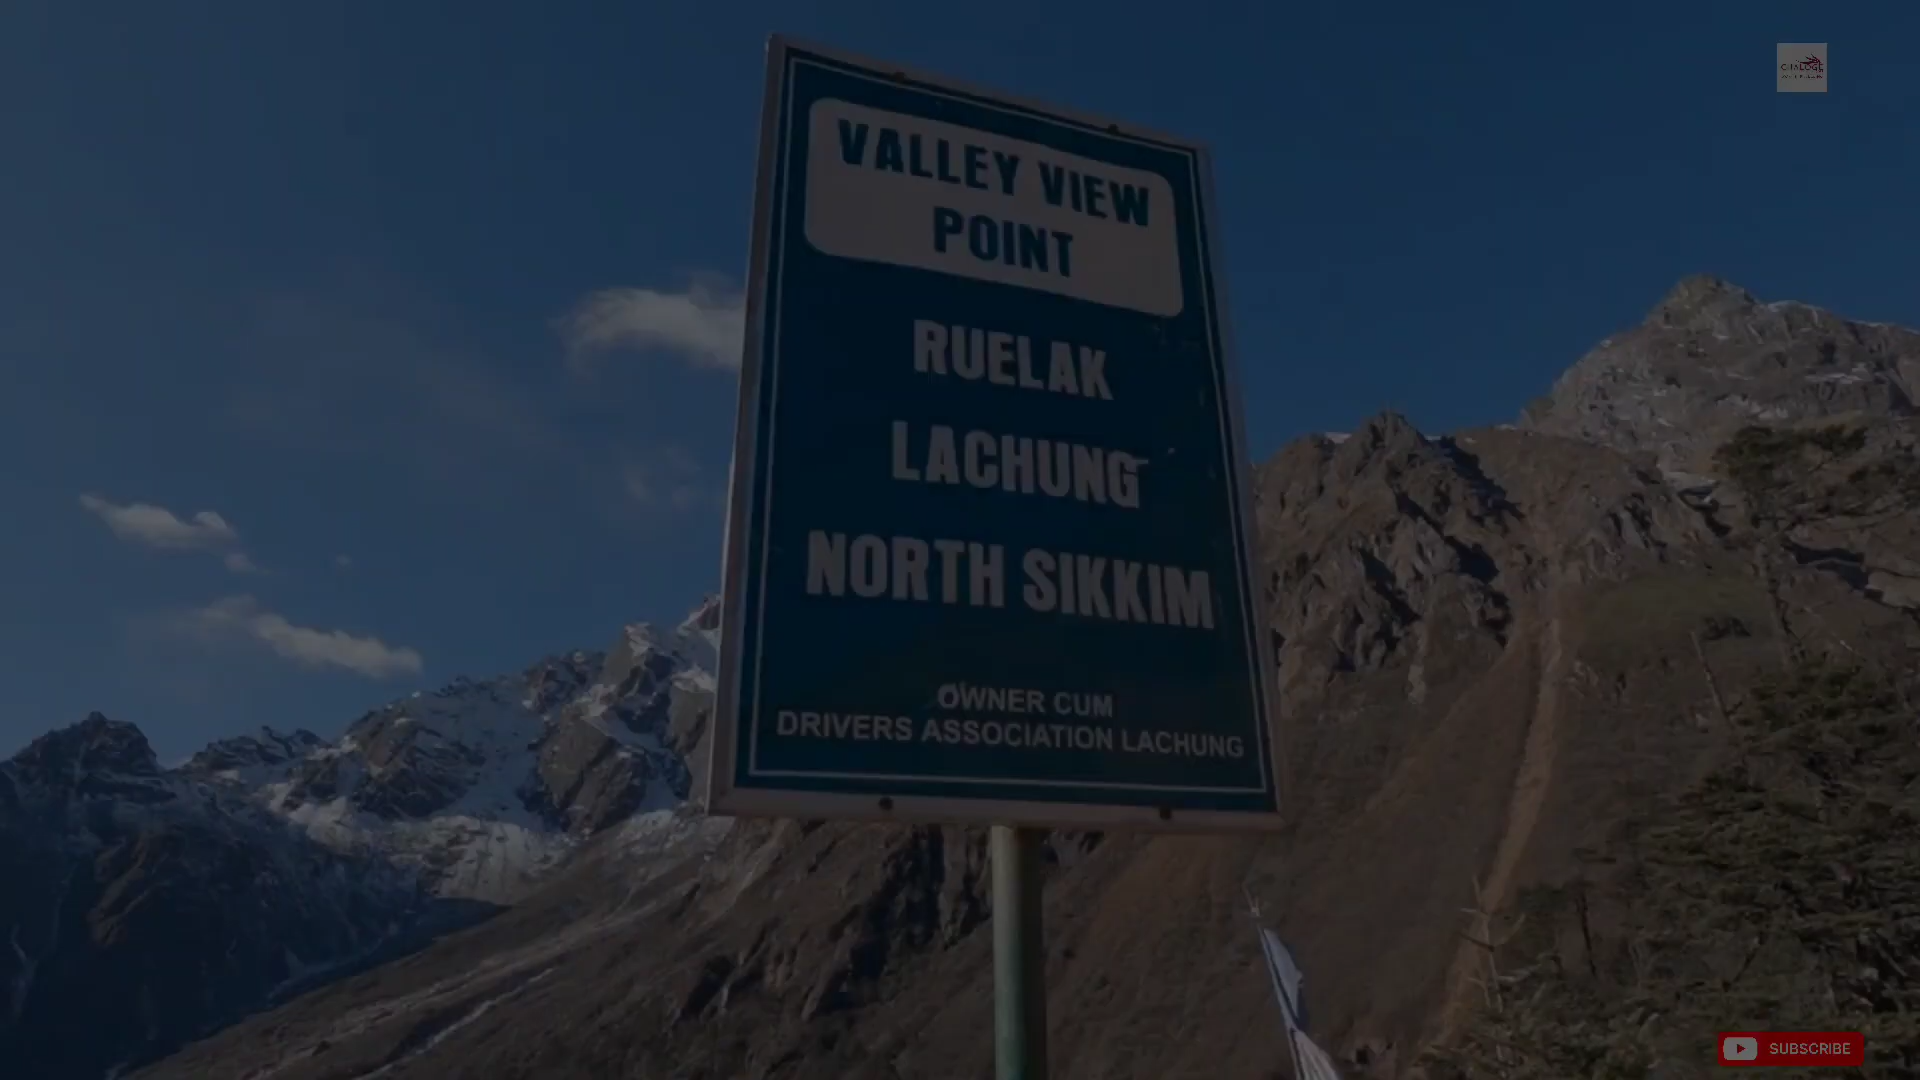 VALLEY VIEW
POINT
RUELAK
LACHUNG
NORTH SIKKIM
OWNER CUM
DRIVERS ASSOCIATION LACHUNG
SUBSCRIBE